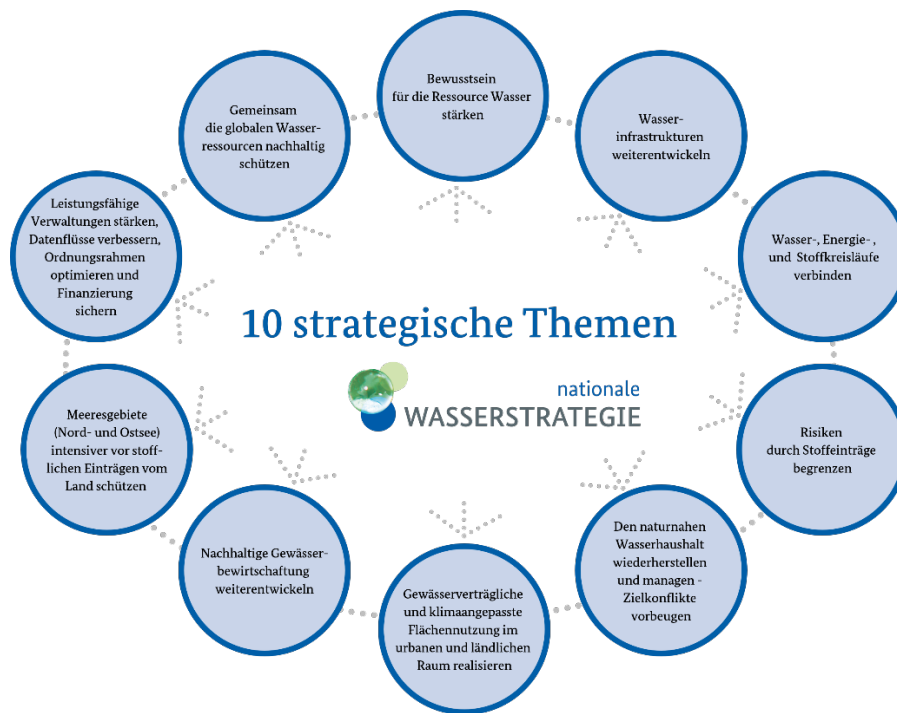 Bewusstsein
für die Ressource Wasser
stärken
Wasser-
infrastrukturen
weiterentwickeln
Wasser-, Energie- ,
und Stoffkreisläufe
verbinden
Risiken
durch Stoffeinträge
begrenzen
Den naturnahen
Wasserhaushalt
wiederherstellen
und managen -
Zielkonflikte
vorbeugen
Gewässerverträgliche
und klimaangepasste
Flächennutzung im
urbanen und ländlichen
Raum realisieren
Nachhaltige Gewässer-
bewirtschaftung
weiterentwickeln
Meeresgebiete
(Nord- und Ostsee)
intensiver vor stoff-
lichen Einträgen vom
Land schützen
Leistungsfähige
Verwaltungen stärken,
Datenflüsse verbessern,
Ordnungsrahmen
optimieren und
Finanzierung
sichern
Gemeinsam
die globalen Wasser-
ressourcen nachhaltig
schützen
10 strategische Themen
nationale
WASSERSTRATEGIE